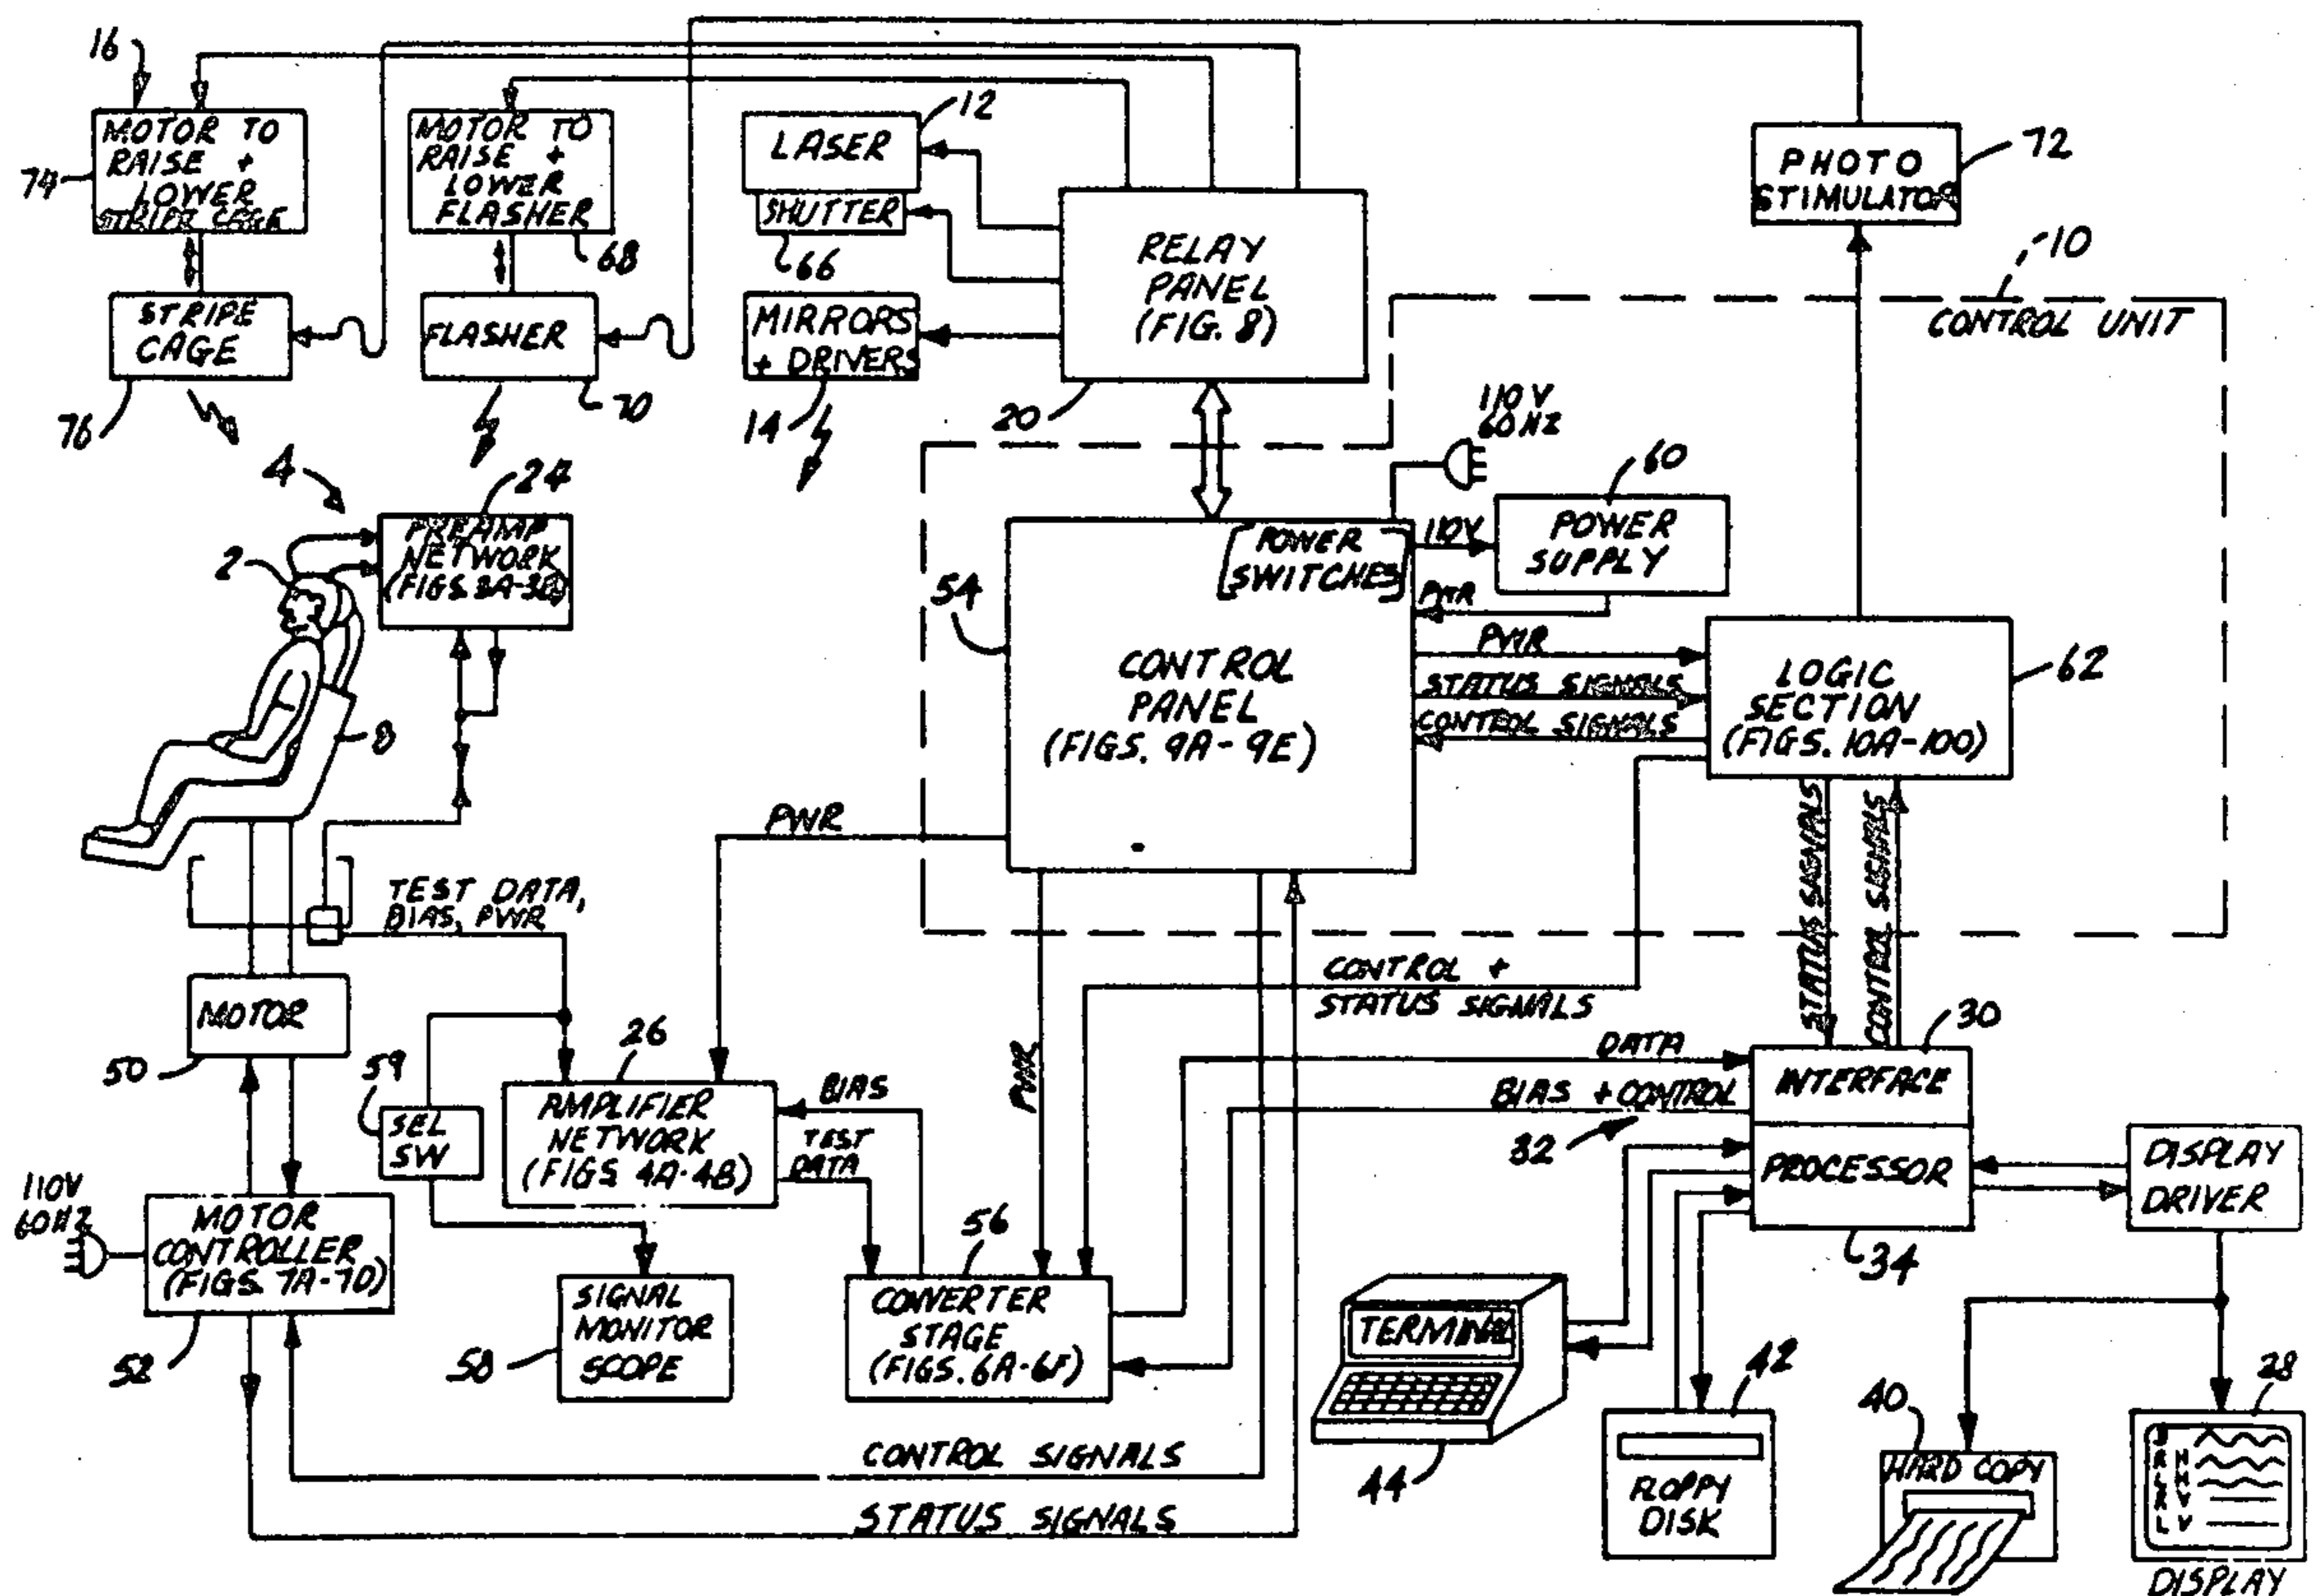 16
MOTOR TO
RAISE +
LOWER
STRIPE CAGE
74
MOTOR TO
RAISE +
LOWER
FLASHER
68
12
LASER
SHUTTER
66
RELAY
PANEL
(FIG. 8)
20
PHOTO
STIMULATOR
72
10
CONTROL UNIT
STRIPE
CAGE
76
FLASHER
70
MIRRORS
+ DRIVERS
14
110V
60HZ
4
24
PREAMP
NETWORK
2
8
54
[POWER
SWITCHES]
110V
PWR
60
POWER
SUPPLY
CONTROL
PANEL
(FIGS. 9A-9E)
PWR
STATUS SIGNALS
CONTROL SIGNALS
LOGIC
SECTION
(FIGS. 10A-10O)
62
STATUS SIGNALS
CONTROL SIGNALS
PWR
TEST DATA,
BIAS, PWR
MOTOR
50
59
SEL
SW
26
AMPLIFIER
NETWORK
(FIGS 4A-4B)
BIAS
TEST
DATA
PWR
CONTROL +
STATUS SIGNALS
DATA
BIAS + CONTROL
32
30
INTERFACE
PROCESSOR
34
DISPLAY
DRIVER
110V
60HZ
MOTOR
CONTROLLER
(FIGS. 7A-7D)
52
SIGNAL
MONITOR
SCOPE
58
56
CONVERTER
STAGE
(FIGS. 6A-6F)
TERMINAL
44
42
FLOPPY
DISK
40
HARD COPY
28
DISPLAY
CONTROL SIGNALS
STATUS SIGNALS